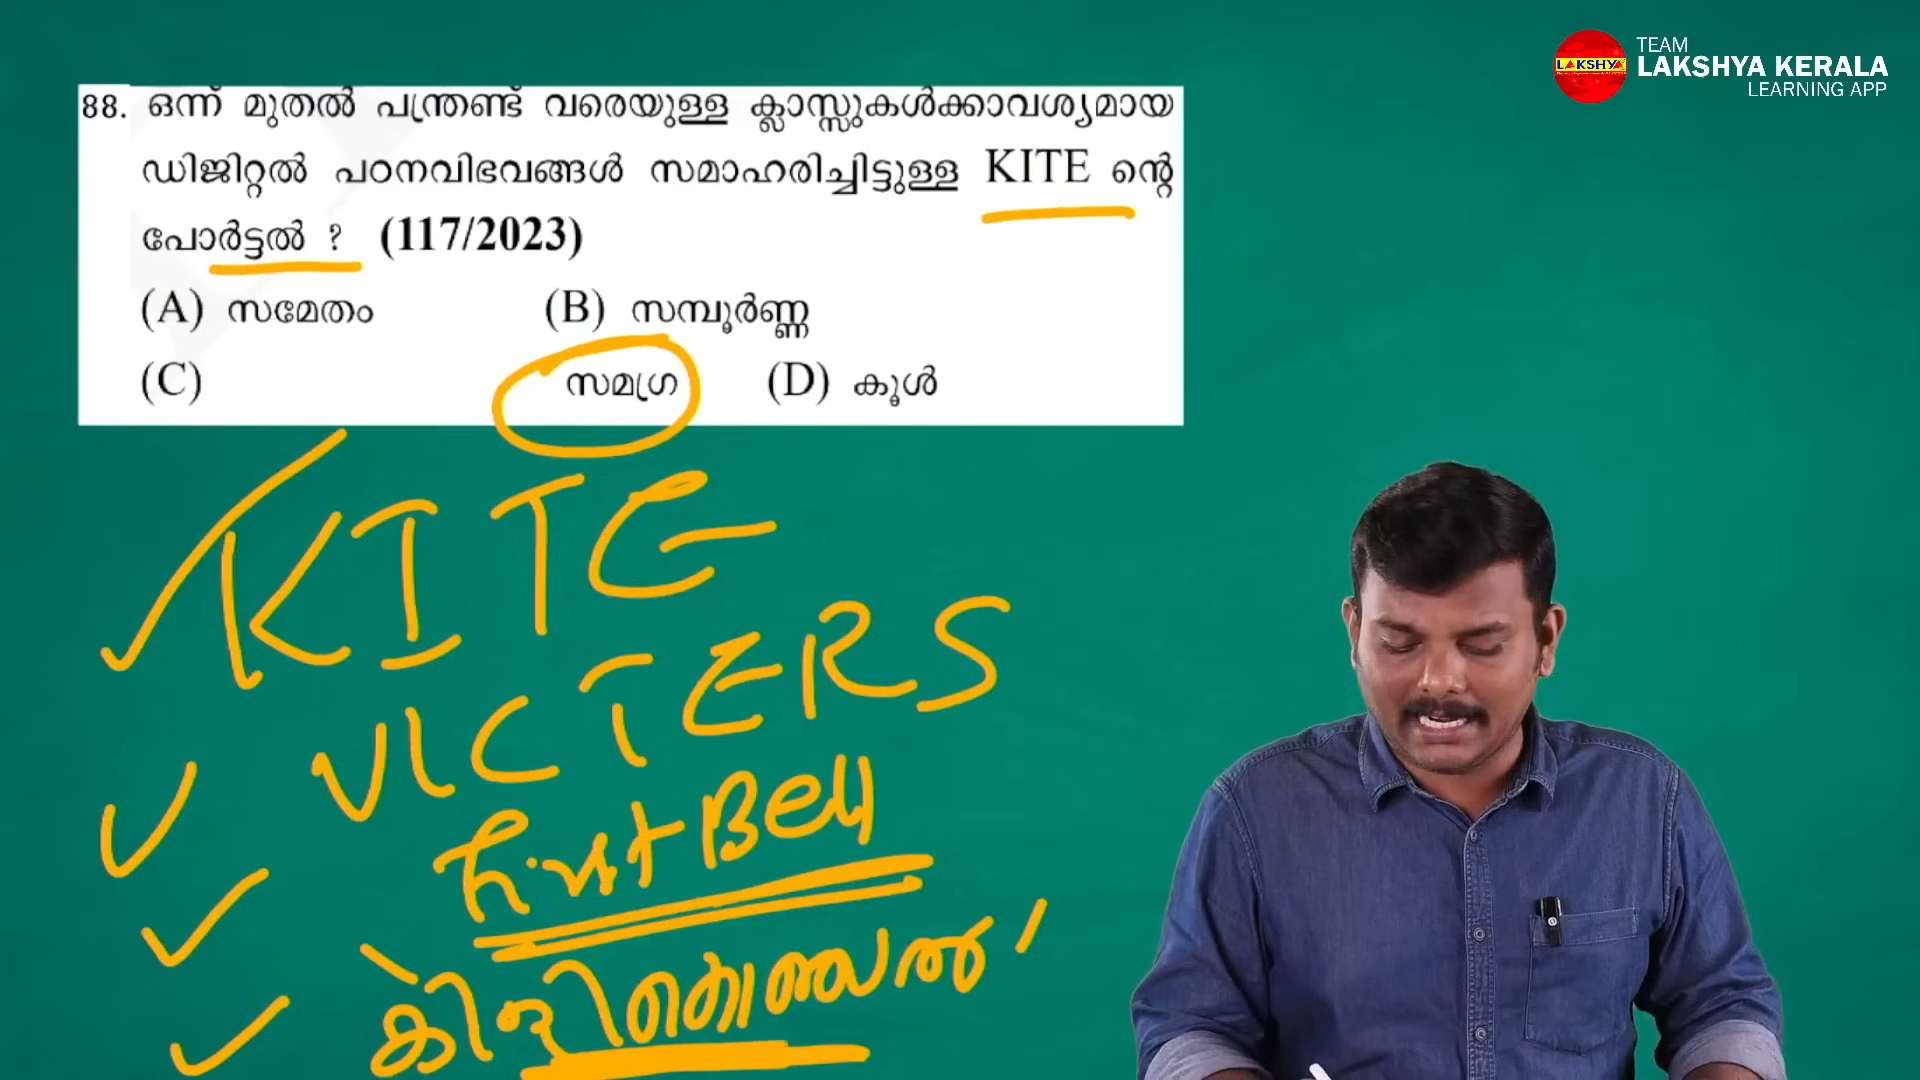 TEAM
LAKSHYA KERALA
LEARNING APP
LAKSHYA
88. ഒന്ന് മുതൽ പന്ത്രണ്ട് വരെയുള്ള ക്ലാസ്സുകൾക്കാവശ്യമായ
ഡിജിറ്റൽ പഠനവിഭവങ്ങൾ സമാഹരിച്ചിട്ടുള്ള KITE ന്റെ
പോർട്ടൽ ? (117/2023)
(A) സമേതം (B) സമ്പൂർണ്ണ
(C) സമഗ്ര (D) കൂൾ
KITE
VICTERS
First Bell
കിളിക്കൊഞ്ചൽ